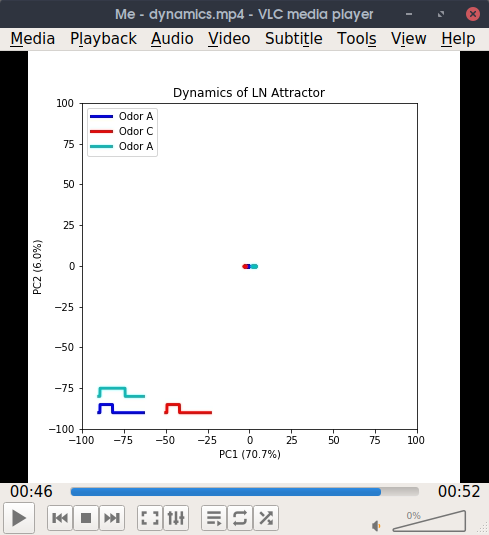 Me - dynamics.mp4 - VLC media player
Media Playback Audio Video Subtitle Tools View Help
Dynamics of LN Attractor
100
75
50
25
0
−25
−50
−75
−100
PC2 (6.0%)
Odor A
Odor C
Odor A
−100 −75 −50 −25 0 25 50 75 100
PC1 (70.7%)
00:46 00:52
0%